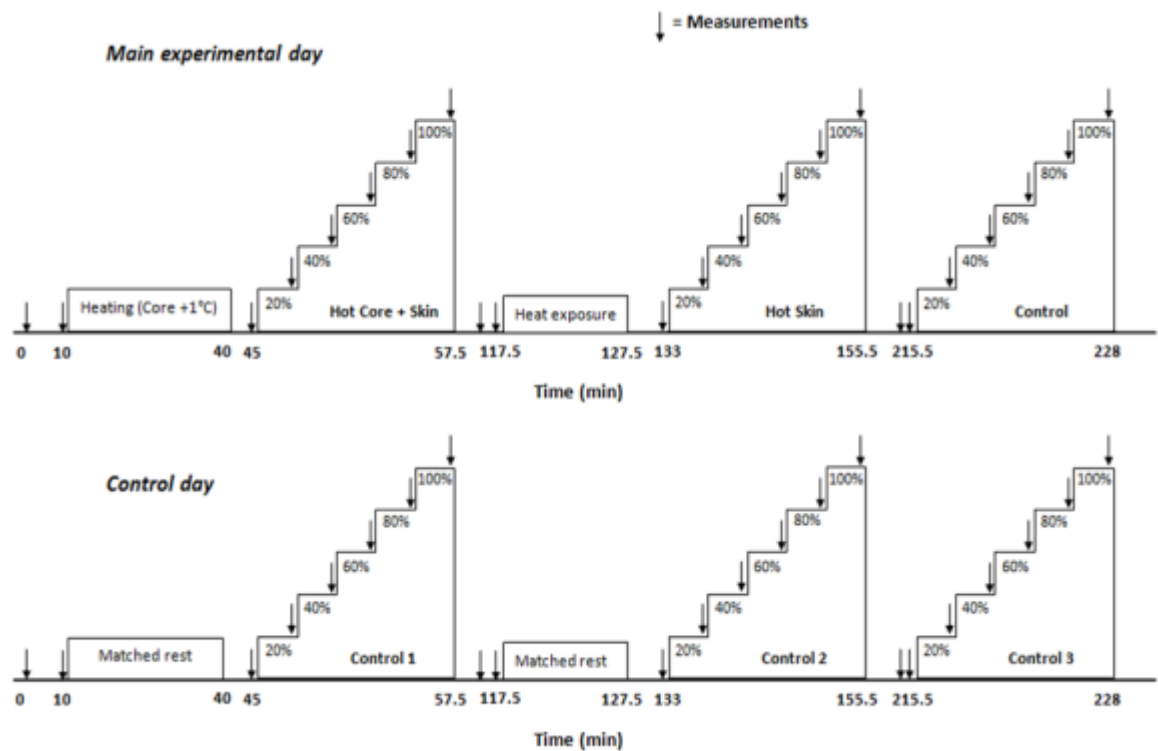 = Measurements
Main experimental day
100%
100%
100%
80%
80%
80%
60%
60%
60%
40%
40%
40%
Heating (Core +1°C)
20%
Hot Core + Skin
Heat exposure
20%
Hot Skin
20%
Control
0 10 40 45 57.5 117.5 127.5 133 155.5 215.5 228
Time (min)
Control day
100%
100%
100%
80%
80%
80%
60%
60%
60%
40%
40%
40%
Matched rest
20%
Control 1
Matched rest
20%
Control 2
20%
Control 3
0 10 40 45 57.5 117.5 127.5 133 155.5 215.5 228
Time (min)